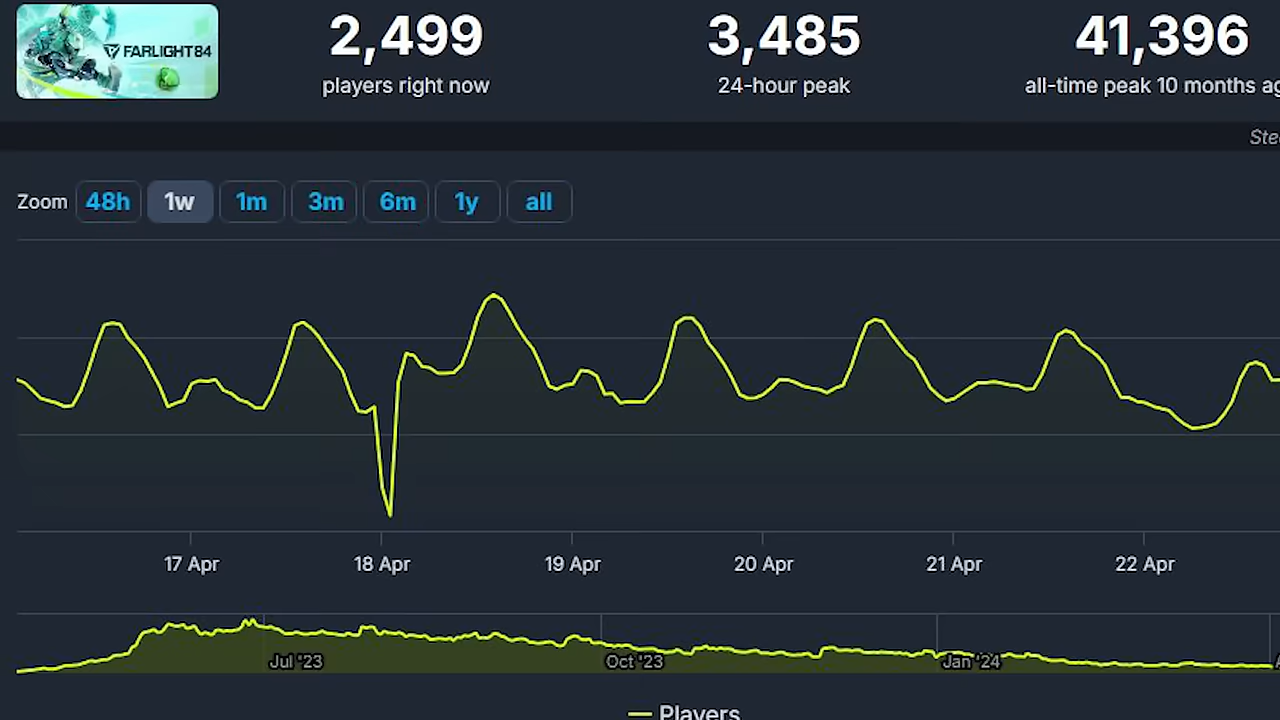 FARLIGHT84
2,499
players right now
3,485
24-hour peak
41,396
all-time peak 10 months ag
Ste
Zoom 48h 1w 1m 3m 6m 1y all
17 Apr 18 Apr 19 Apr 20 Apr 21 Apr 22 Apr
Jul '23 Oct '23 Jan '24
Players